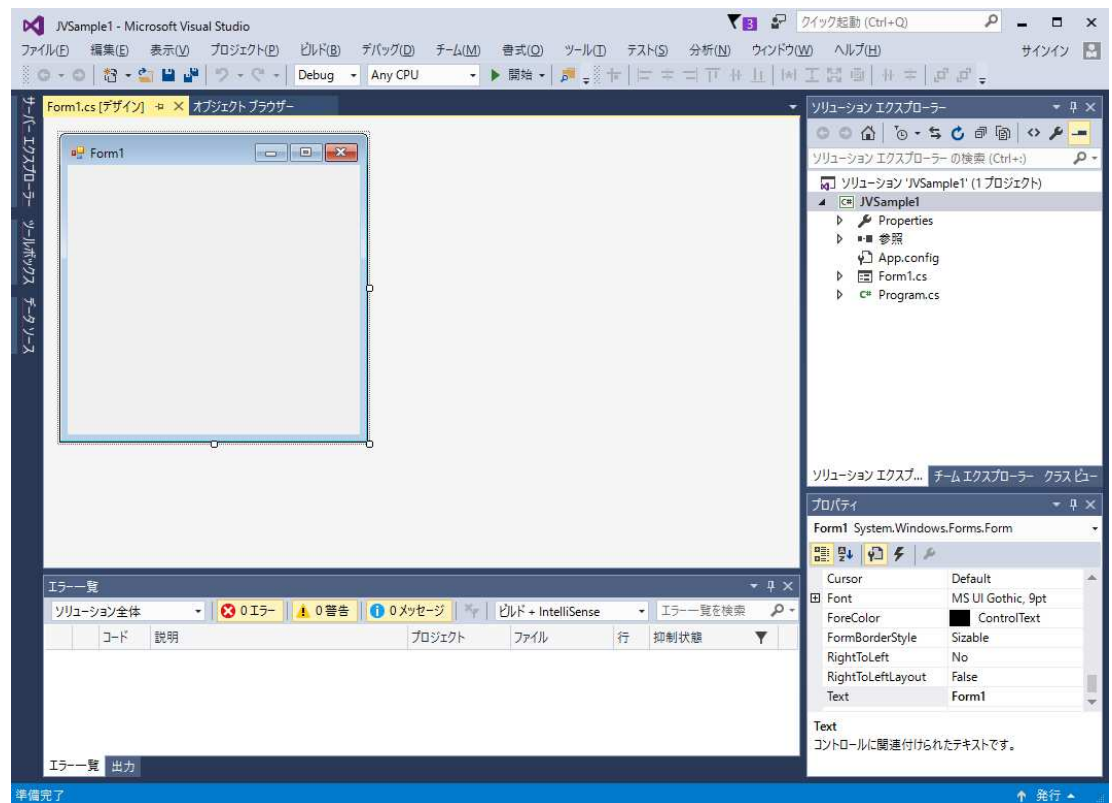 JVSample1 - Microsoft Visual Studio
3
クイック起動 (Ctrl+Q)
ファイル(F) 編集(E) 表示(V) プロジェクト(P) ビルド(B) デバッグ(D) チーム(M) 書式(O) ツール(T) テスト(S) 分析(N) ウィンドウ(W) ヘルプ(H) サインイン
Debug Any CPU 開始
サーバー エクスプローラー
ツールボックス
データ ソース
Form1.cs [デザイン] オブジェクト ブラウザー
Form1
ソリューション エクスプローラー
ソリューション エクスプローラー の検索 (Ctrl+:)
ソリューション 'JVSample1' (1 プロジェクト)
C# JVSample1
Properties
参照
App.config
Form1.cs
C# Program.cs
ソリューション エクスプ... チーム エクスプローラー クラス ビュー
プロパティ
Form1 System.Windows.Forms.Form
Cursor Default
Font MS UI Gothic, 9pt
ForeColor ControlText
FormBorderStyle Sizable
RightToLeft No
RightToLeftLayout False
Text Form1
Text
コントロールに関連付けられたテキストです。
エラー一覧
ソリューション全体 0 エラー 0 警告 0 メッセージ ビルド + IntelliSense エラー一覧を検索
コード 説明 プロジェクト ファイル 行 抑制状態
エラー一覧 出力
準備完了 発行